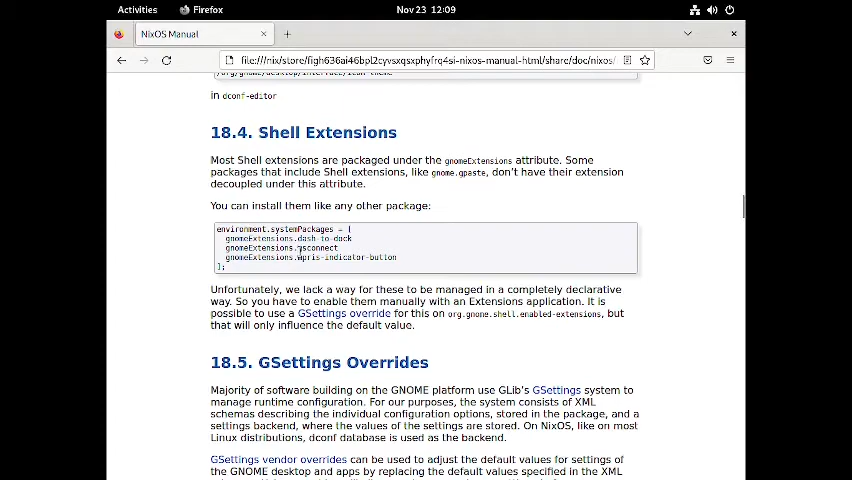 Activities Firefox Nov 23 12:09
NixOS Manual
file:///nix/store/figh636ai46bpl2cyvsxqsxphyfrq4si-nixos-manual-html/share/doc/nixos/
in dconf-editor
18.4. Shell Extensions
Most Shell extensions are packaged under the gnomeExtensions attribute. Some
packages that include Shell extensions, like gnome.gpaste, don’t have their extension
decoupled under this attribute.
You can install them like any other package:
environment.systemPackages = [
gnomeExtensions.dash-to-dock
gnomeExtensions.gsconnect
gnomeExtensions.mpris-indicator-button
];
Unfortunately, we lack a way for these to be managed in a completely declarative
way. So you have to enable them manually with an Extensions application. It is
possible to use a GSettings override for this on org.gnome.shell.enabled-extensions, but
that will only influence the default value.
18.5. GSettings Overrides
Majority of software building on the GNOME platform use GLib’s GSettings system to
manage runtime configuration. For our purposes, the system consists of XML
schemas describing the individual configuration options, stored in the package, and a
settings backend, where the values of the settings are stored. On NixOS, like on most
Linux distributions, dconf database is used as the backend.
GSettings vendor overrides can be used to adjust the default values for settings of
the GNOME desktop and apps by replacing the default values specified in the XML